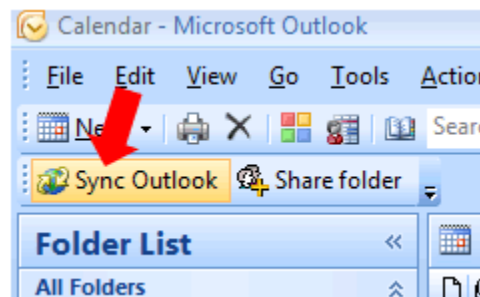 Calendar - Microsoft Outlook
File Edit View Go Tools
Sync Outlook Share folder
Folder List
All Folders